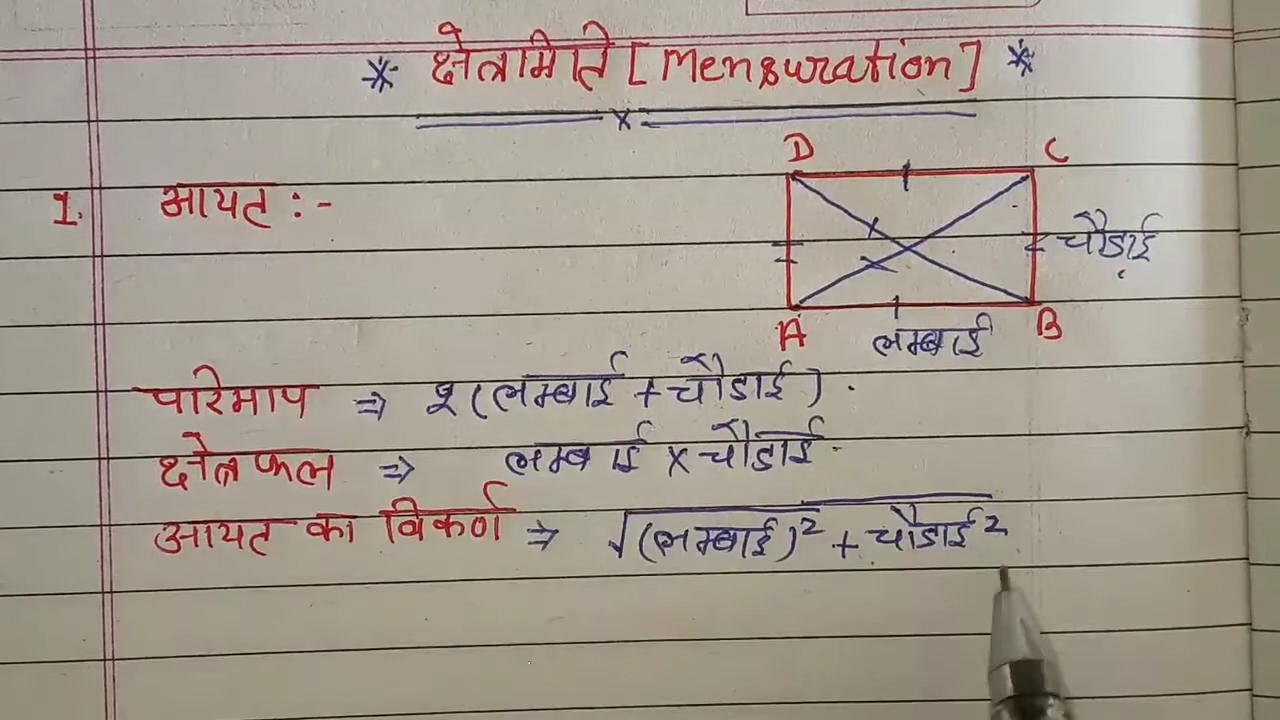 * क्षेत्रमिति [Mensuration] *
1. आयत :-
D C
चौड़ाई
A B
लम्बाई
परिमाप ⇒ 2(लम्बाई + चौडाई).
क्षेत्रफल ⇒ लम्बाई × चौडाई.
आयत का विकर्ण ⇒ √(लम्बाई)² + चौडाई²